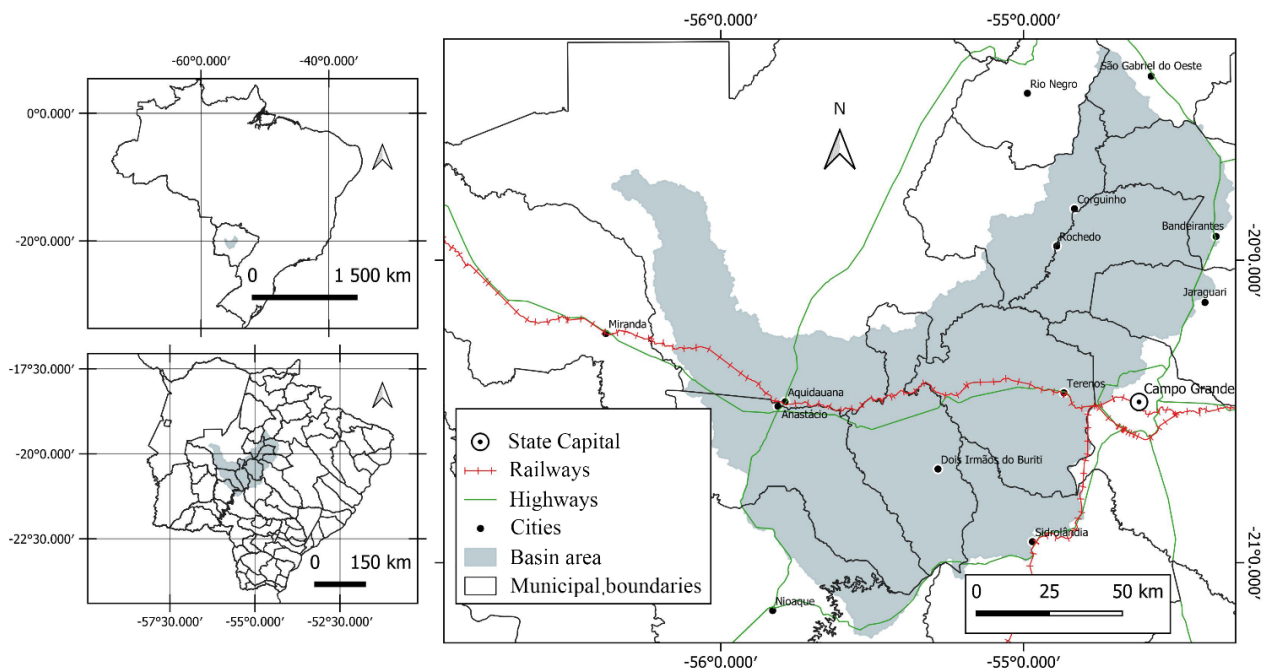 -60°0.000′ -40°0.000′
0°0.000′
-20°0.000′
0 1 500 km
-17°30.000′
-20°0.000′
-22°30.000′
0 150 km
-57°30.000′ -55°0.000′ -52°30.000′
-56°0.000′ -55°0.000′
São Gabriel do Oeste
Rio Negro
N
Corguinho
Rochedo
Bandeirantes
-20°0.000′
Jaraguari
Miranda
Terenos
Aquidauana
Campo Grande
Anastácio
Dois Irmãos do Buriti
Sidrolândia
-21°0.000′
Nioaque
State Capital
Railways
Highways
Cities
Basin area
Municipal boundaries
0 25 50 km
-56°0.000′ -55°0.000′